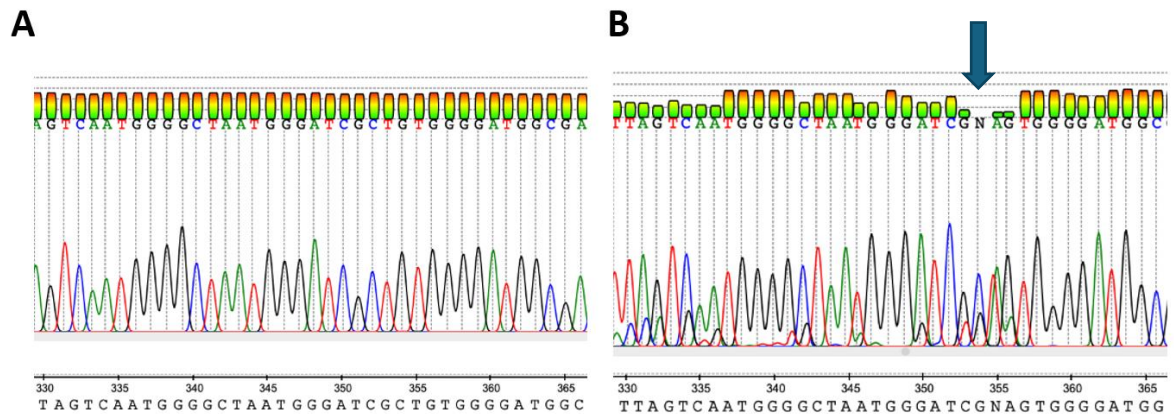 A
AGTCAATGGGGCTAATGGGATCGCTGTGGGGATGGCGA
330 335 340 345 350 355 360 365
TAGTCAATGGGGCTAATGGGATCGCTGTGGGGATGGC
B
TTAGTCAATGGGGCTAATGGGATCGNAGTGGGGATGGC
330 335 340 345 350 355 360 365
TTAGTCAATGGGGCTAATGGGATCGNAGTGGGGATGG